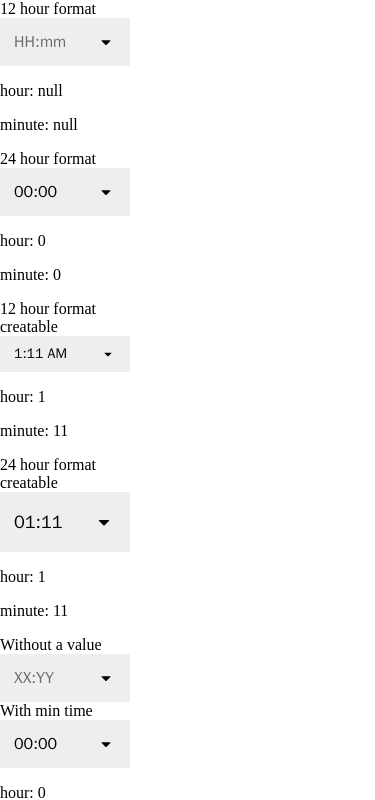 12 hour format
HH:mm
hour: null
minute: null
24 hour format
00:00
hour: 0
minute: 0
12 hour format
creatable
1:11 AM
hour: 1
minute: 11
24 hour format
creatable
01:11
hour: 1
minute: 11
Without a value
XX:YY
With min time
00:00
hour: 0